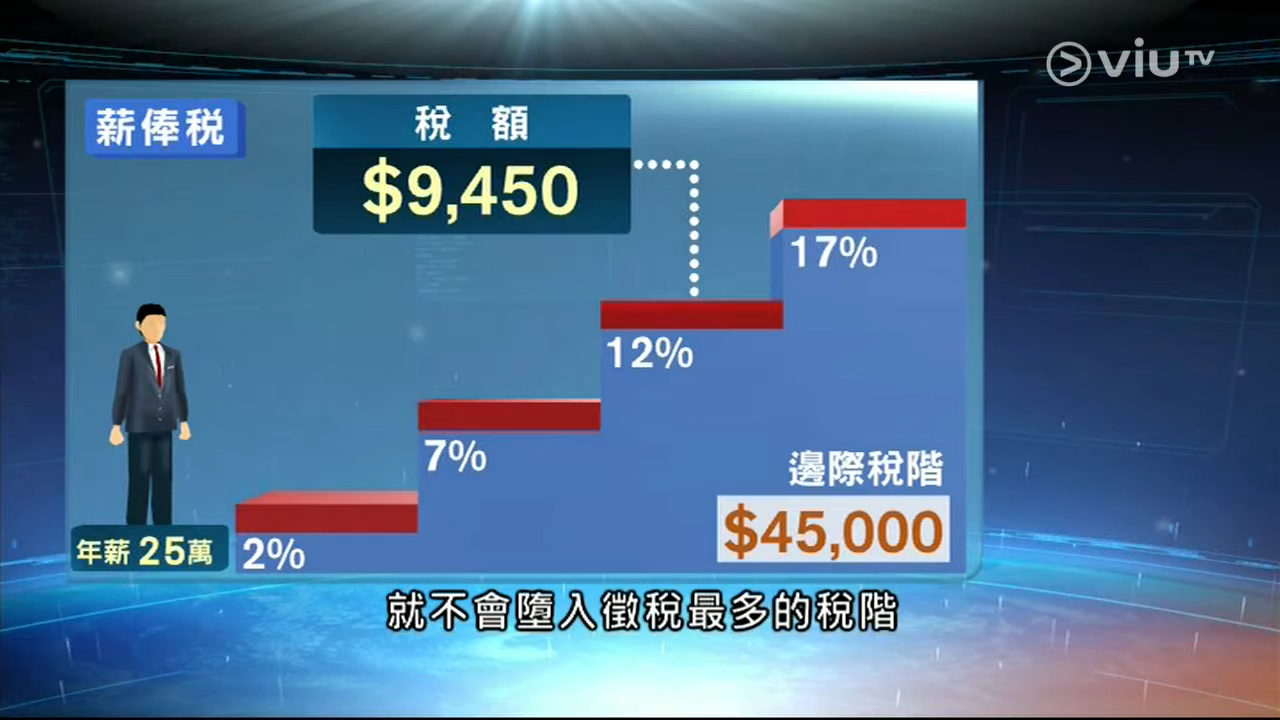 viuTV
薪俸税
稅 額
$9,450
17%
12%
7%
2%
邊際稅階
$45,000
年薪 25萬
就不會墮入徵稅最多的稅階